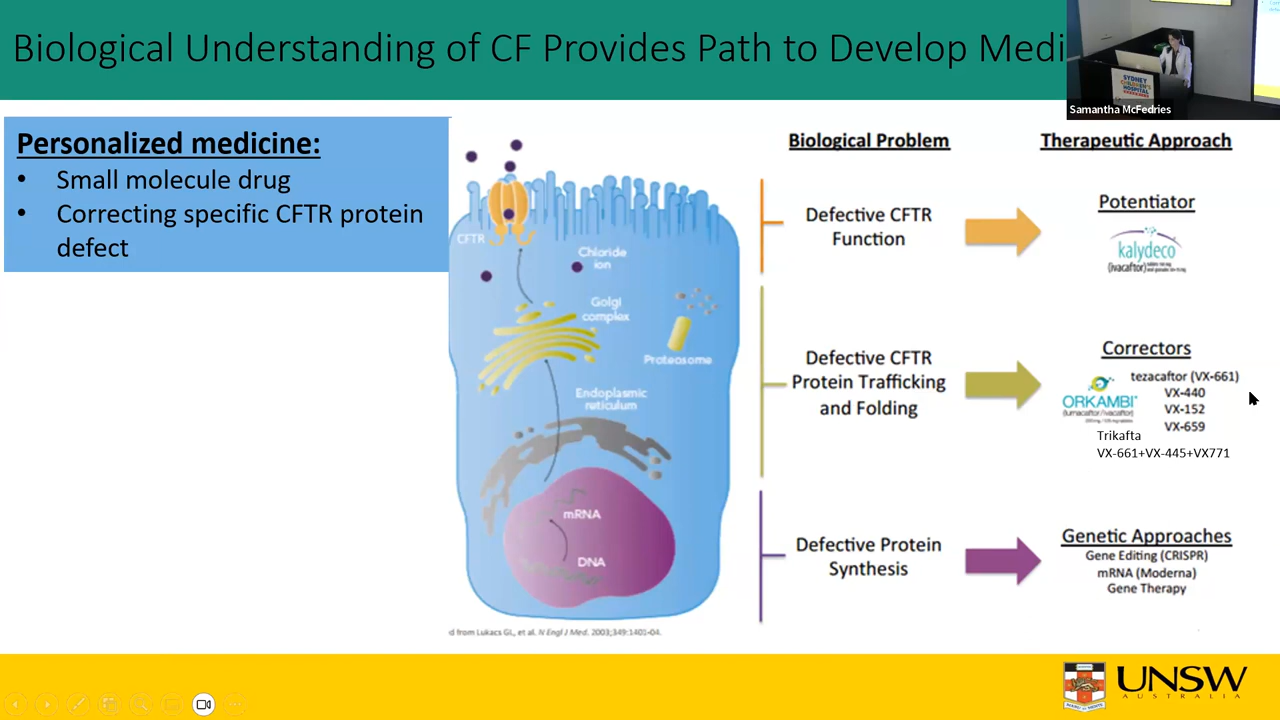 Biological Understanding of CF Provides Path to Develop Medi
SYDNEY
CHILDREN'S
HOSPITAL
Samantha McFedries
Personalized medicine:
• Small molecule drug
• Correcting specific CFTR protein
defect
CFTR
Chloride
ion
Golgi
complex
Proteosome
Endoplasmic
reticulum
mRNA
DNA
d from Lukacs GL, et al. N Engl J Med. 2003;349:1401-04.
Biological Problem
Therapeutic Approach
Defective CFTR
Function
Potentiator
kalydeco
(ivacaftor)
Defective CFTR
Protein Trafficking
and Folding
Correctors
ORKAMBI
(lumacaftor/ivacaftor)
tezacaftor (VX-661)
VX-440
VX-152
VX-659
Trikafta
VX-661+VX-445+VX771
Defective Protein
Synthesis
Genetic Approaches
Gene Editing (CRISPR)
mRNA (Moderna)
Gene Therapy
UNSW
AUSTRALIA